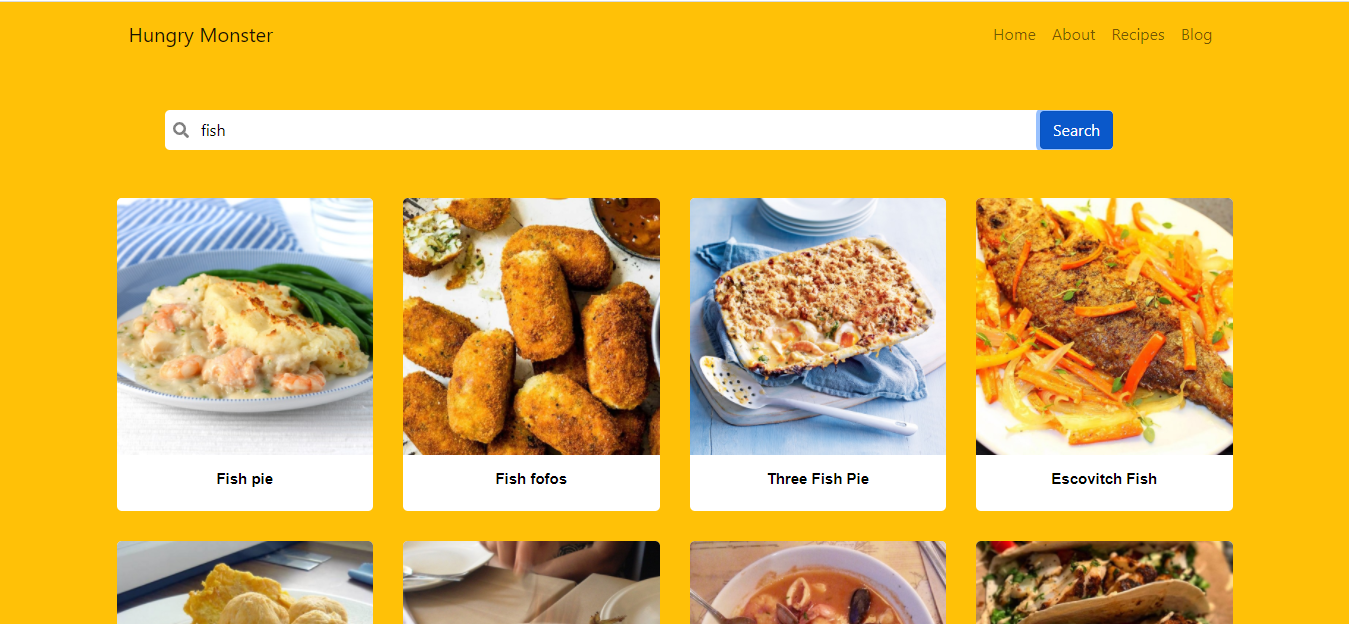 Hungry Monster
Home About Recipes Blog
fish
Search
Fish pie
Fish fofos
Three Fish Pie
Escovitch Fish